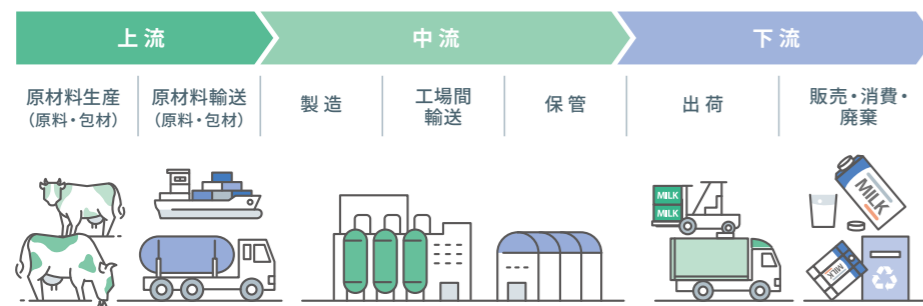 上流
中流
下流
原材料生産
(原料・包材)
原材料輸送
(原料・包材)
製造
工場間
輸送
保管
出荷
販売・消費・
廃棄
MILK
MILK
MILK
MILK